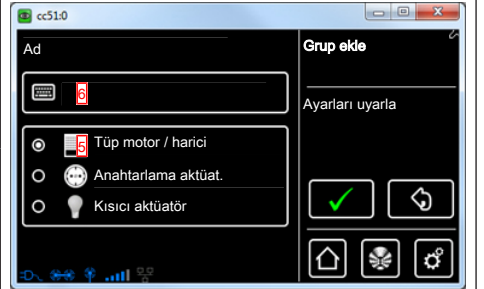 cc51:0
Ad
Grup ekle
6
Ayarları uyarla
5 Tüp motor / harici
Anahtarlama aktüat.
Kısıcı aktüatör